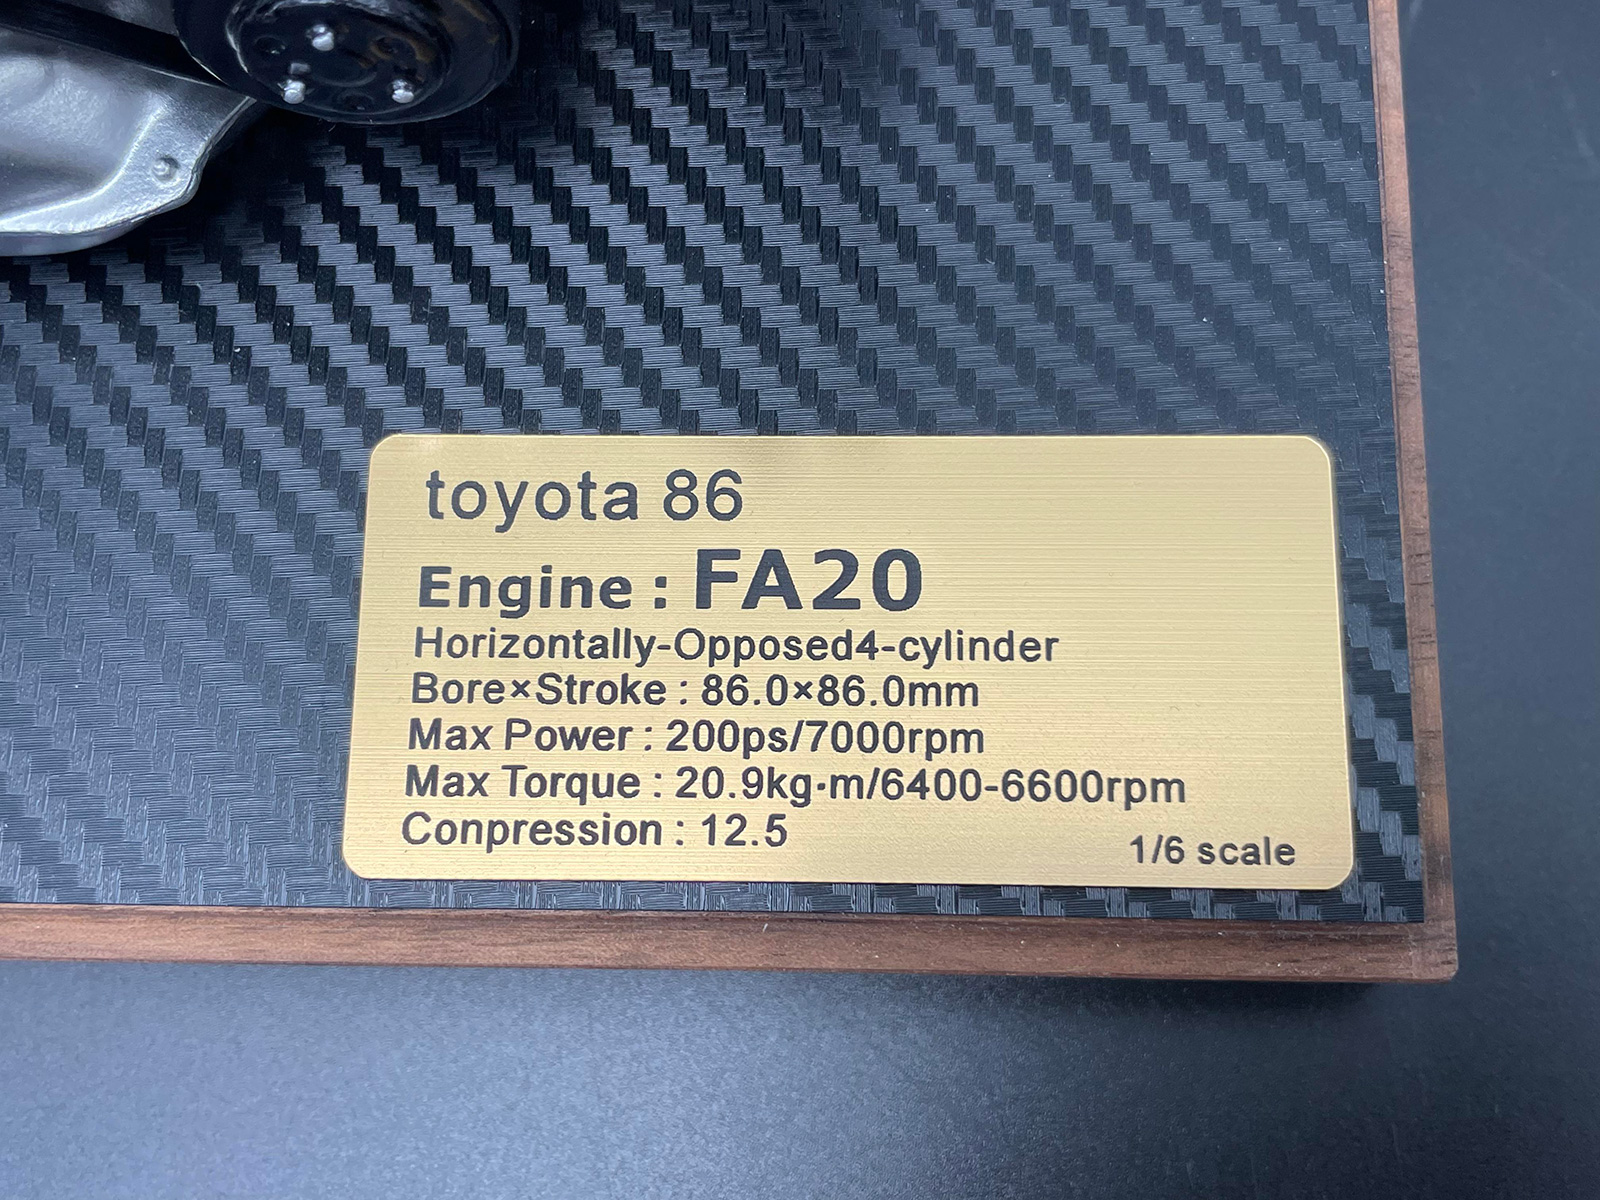 toyota 86
Engine : FA20
Horizontally-Opposed4-cylinder
Bore×Stroke : 86.0×86.0mm
Max Power : 200ps/7000rpm
Max Torque : 20.9kg·m/6400-6600rpm
Conpression : 12.5
1/6 scale